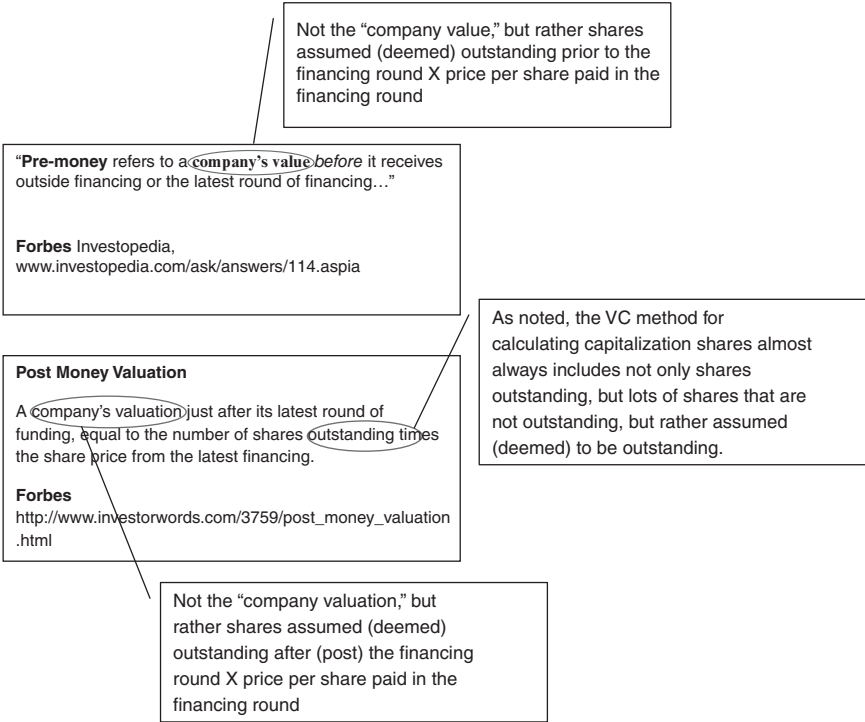 Not the “company value,” but rather shares
assumed (deemed) outstanding prior to the
financing round X price per share paid in the
financing round
“Pre-money refers to a company’s value before it receives
outside financing or the latest round of financing…”
Forbes Investopedia,
www.investopedia.com/ask/answers/114.aspia
As noted, the VC method for
calculating capitalization shares almost
always includes not only shares
outstanding, but lots of shares that are
not outstanding, but rather assumed
(deemed) to be outstanding.
Post Money Valuation
A company’s valuation just after its latest round of
funding, equal to the number of shares outstanding times
the share price from the latest financing.
Forbes
http://www.investorwords.com/3759/post_money_valuation
.html
Not the “company valuation,” but
rather shares assumed (deemed)
outstanding after (post) the financing
round X price per share paid in the
financing round